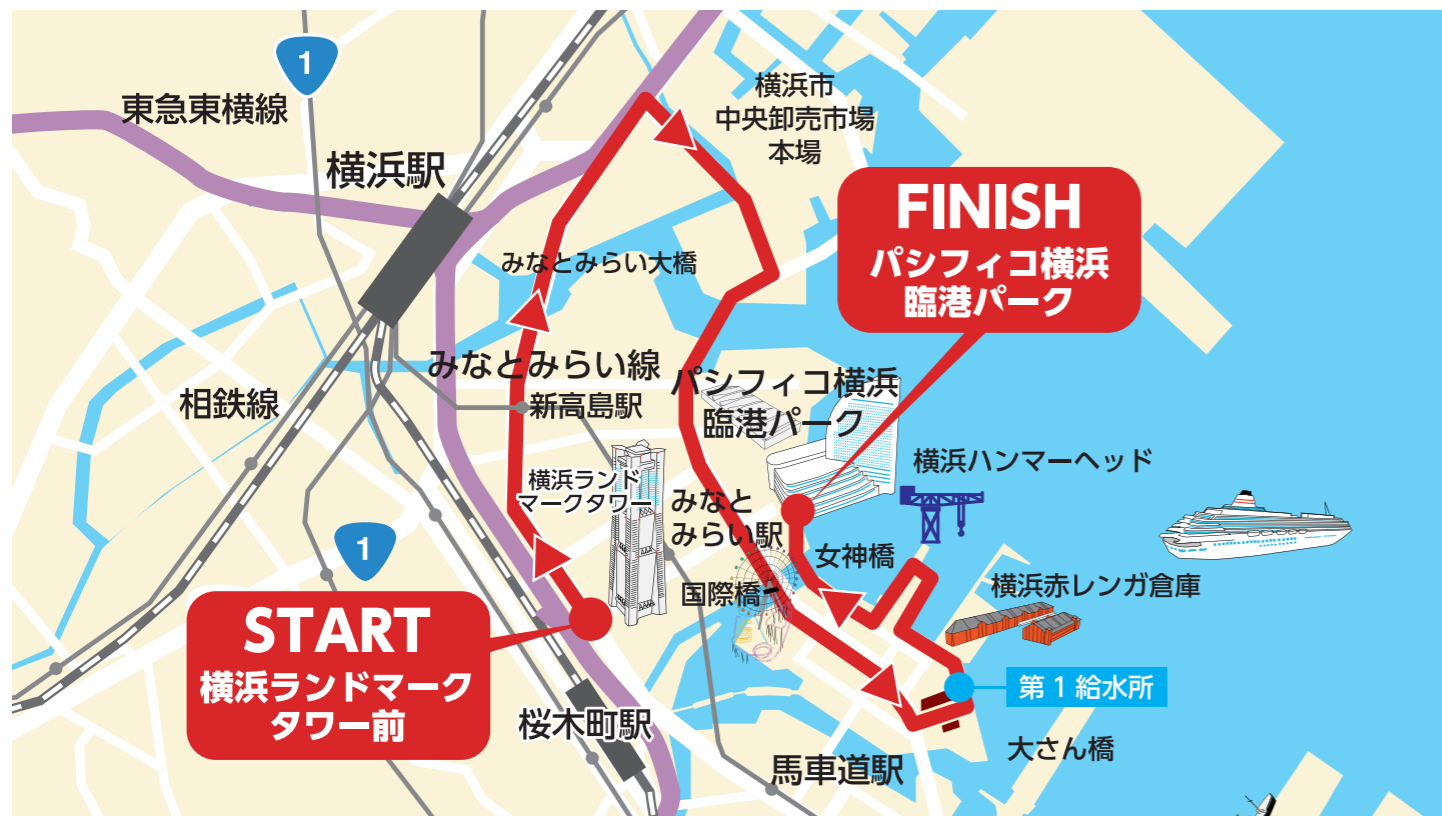 1
東急東横線
横浜駅
横浜市
中央卸売市場
本場
FINISH
パシフィコ横浜
臨港パーク
みなとみらい大橋
みなとみらい線
新高島駅
相鉄線
パシフィコ横浜
臨港パーク
横浜ランド
マークタワー
みなと
みらい駅
横浜ハンマーヘッド
1
女神橋
国際橋
横浜赤レンガ倉庫
START
横浜ランドマーク
タワー前
第1給水所
桜木町駅
馬車道駅
大さん橋